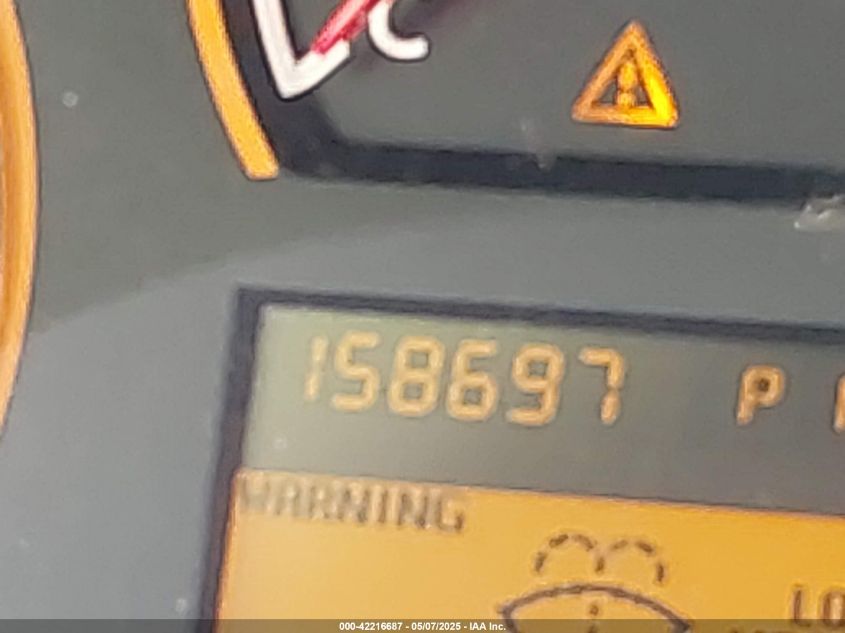 C
158697 P
WARNING
LO
000-42216687 - 05/07/2025 - IAA Inc.